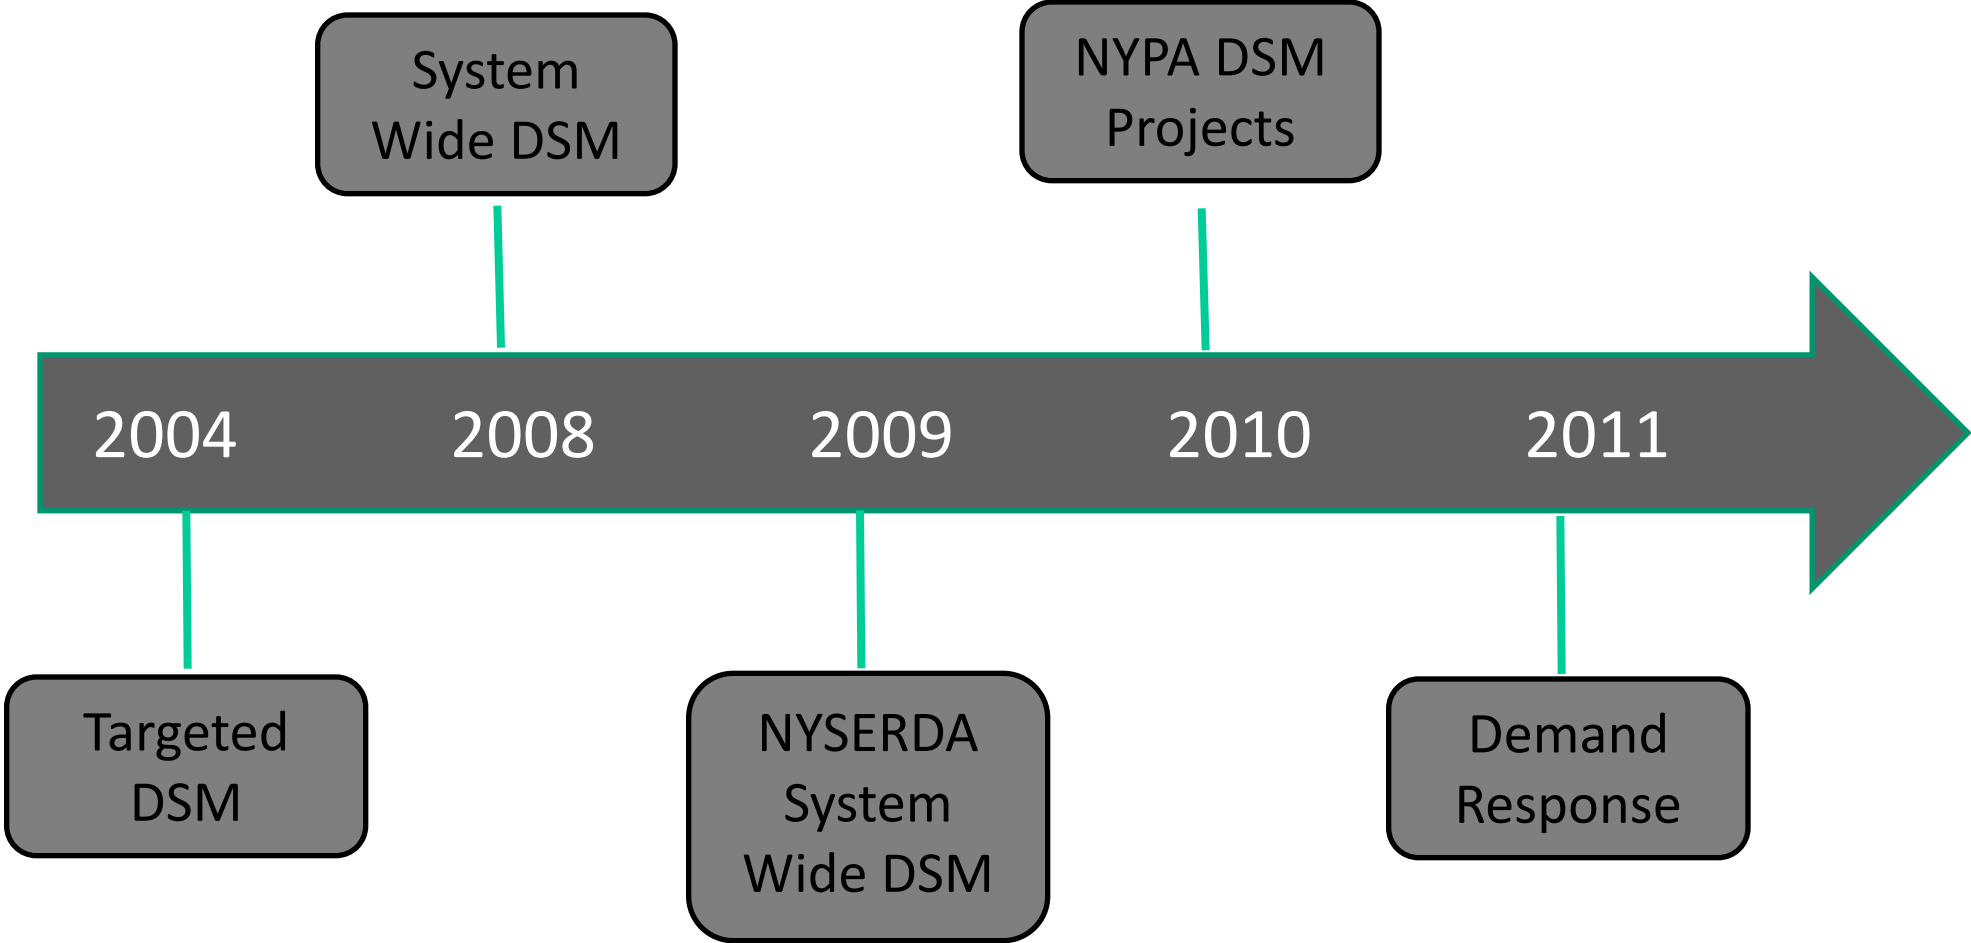 System
Wide DSM
NYPA DSM
Projects
2004
2008
2009
2010
2011
Targeted
DSM
NYSERDA
System
Wide DSM
Demand
Response